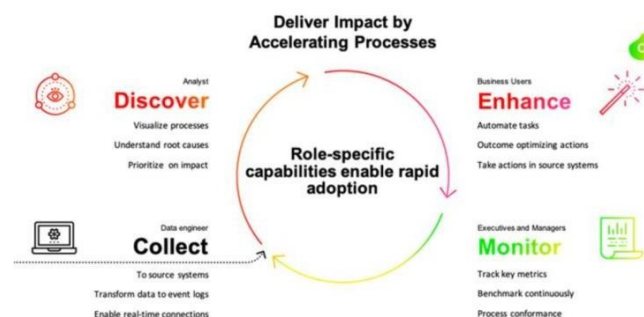 Deliver Impact by
Accelerating Processes
Analyst
Discover
Visualize processes
Understand root causes
Prioritize on impact
Business Users
Enhance
Automate tasks
Outcome optimizing actions
Take actions in source systems
Role-specific
capabilities enable rapid
adoption
Data engineer
Collect
To source systems
Transform data to event logs
Enable real-time connections
Executives and Managers
Monitor
Track key metrics
Benchmark continuously
Process conformance